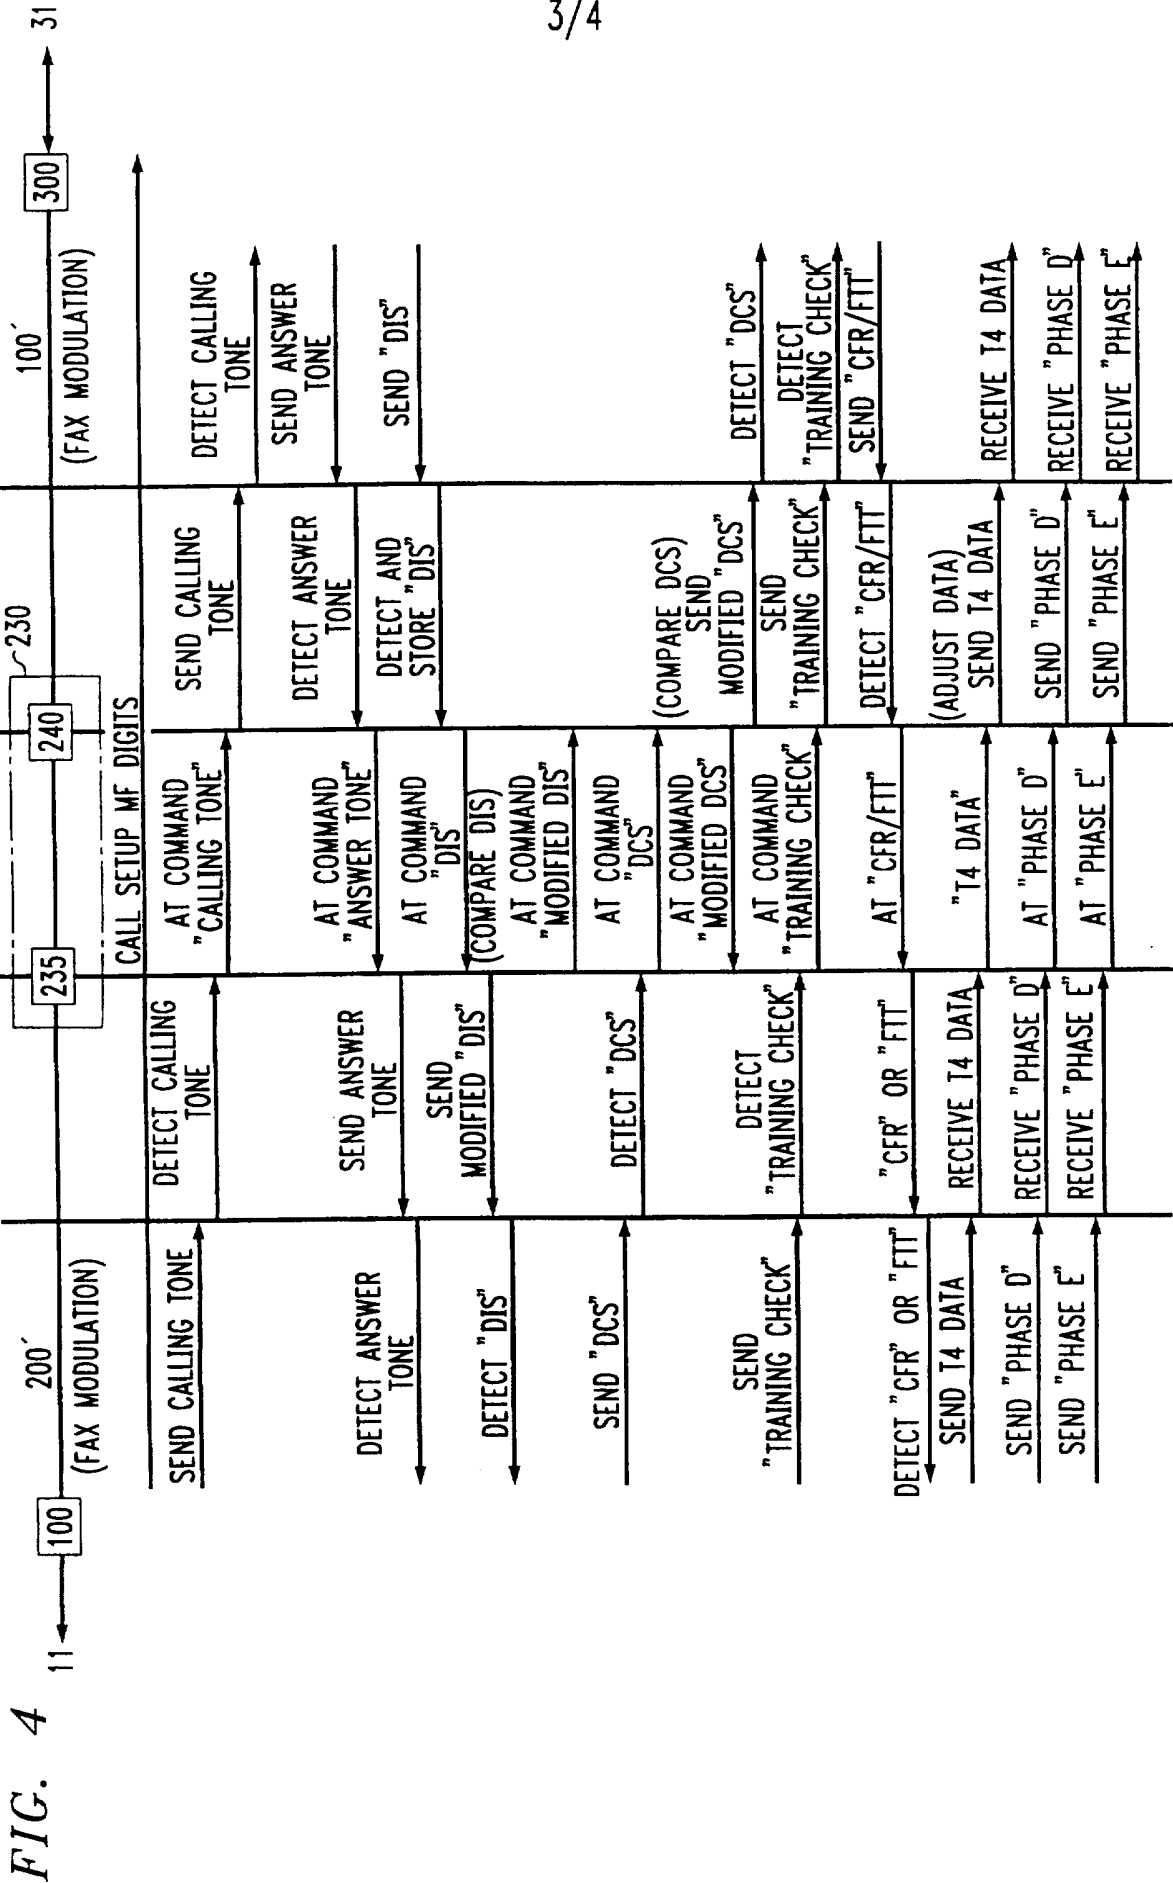 3/4
FIG. 4
11
100
200′
(FAX MODULATION)
235
240
230
100′
(FAX MODULATION)
300
31
CALL SETUP MF DIGITS
SEND CALLING TONE
DETECT CALLING
TONE
AT COMMAND
"CALLING TONE"
SEND CALLING
TONE
DETECT CALLING
TONE
DETECT ANSWER
TONE
SEND ANSWER
TONE
AT COMMAND
"ANSWER TONE"
DETECT ANSWER
TONE
SEND ANSWER
TONE
DETECT "DIS"
SEND
MODIFIED "DIS"
AT COMMAND
"DIS"
(COMPARE DIS)
DETECT AND
STORE "DIS"
SEND "DIS"
AT COMMAND
"MODIFIED DIS"
SEND "DCS"
DETECT "DCS"
AT COMMAND
"DCS"
AT COMMAND
"MODIFIED DCS"
(COMPARE DCS)
SEND
MODIFIED "DCS"
DETECT "DCS"
SEND
"TRAINING CHECK"
DETECT
"TRAINING CHECK"
AT COMMAND
"TRAINING CHECK"
SEND
"TRAINING CHECK"
DETECT
"TRAINING CHECK"
DETECT "CFR" OR "FTT"
"CFR" OR "FTT"
AT "CFR/FTT"
DETECT "CFR/FTT"
SEND "CFR/FTT"
SEND T4 DATA
RECEIVE T4 DATA
"T4 DATA"
(ADJUST DATA)
SEND T4 DATA
RECEIVE T4 DATA
SEND "PHASE D"
RECEIVE "PHASE D"
AT "PHASE D"
SEND "PHASE D"
RECEIVE "PHASE D"
SEND "PHASE E"
RECEIVE "PHASE E"
AT "PHASE E"
SEND "PHASE E"
RECEIVE "PHASE E"